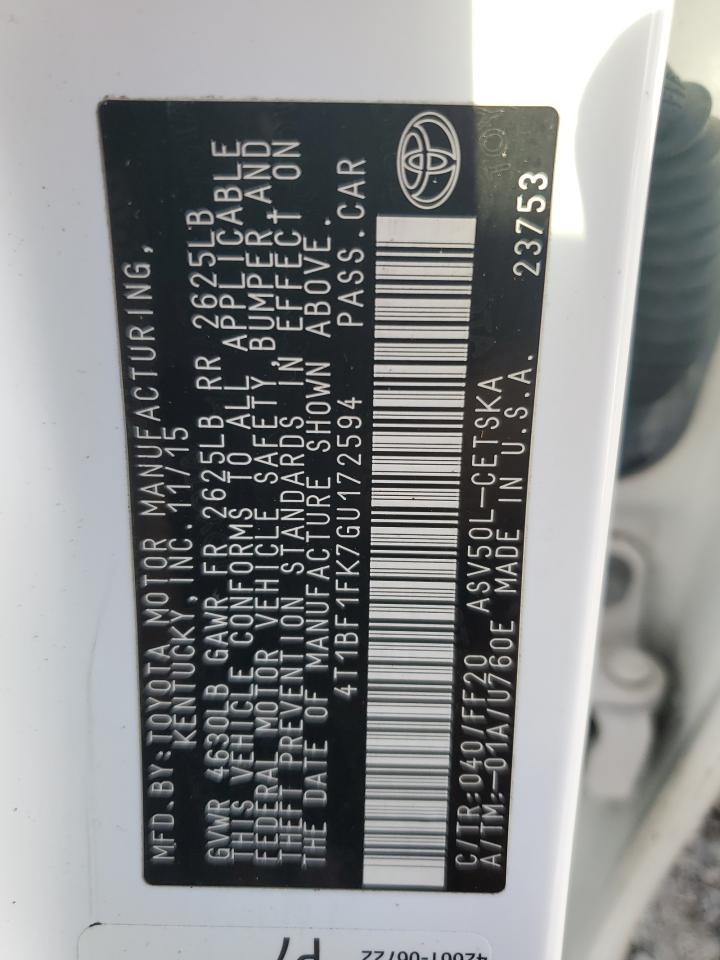 MFD.BY:TOYOTA MOTOR MANUFACTURING,
KENTUCKY, INC.11/15
GVWR 4630LB GAWR FR 2625LB RR 2625LB
THIS VEHICLE CONFORMS TO ALL APPLICABLE
FEDERAL MOTOR VEHICLE SAFETY,BUMPER,AND
THEFT PREVENTION STANDARDS IN EFFECT ON
THE DATE OF MANUFACTURE SHOWN ABOVE.
4T1BF1FK7GU172594 PASS.CAR
C/TR:040/FF20 ASV50L-CETSKA
A/TM:-01A/U760E MADE IN U.S.A.
23753